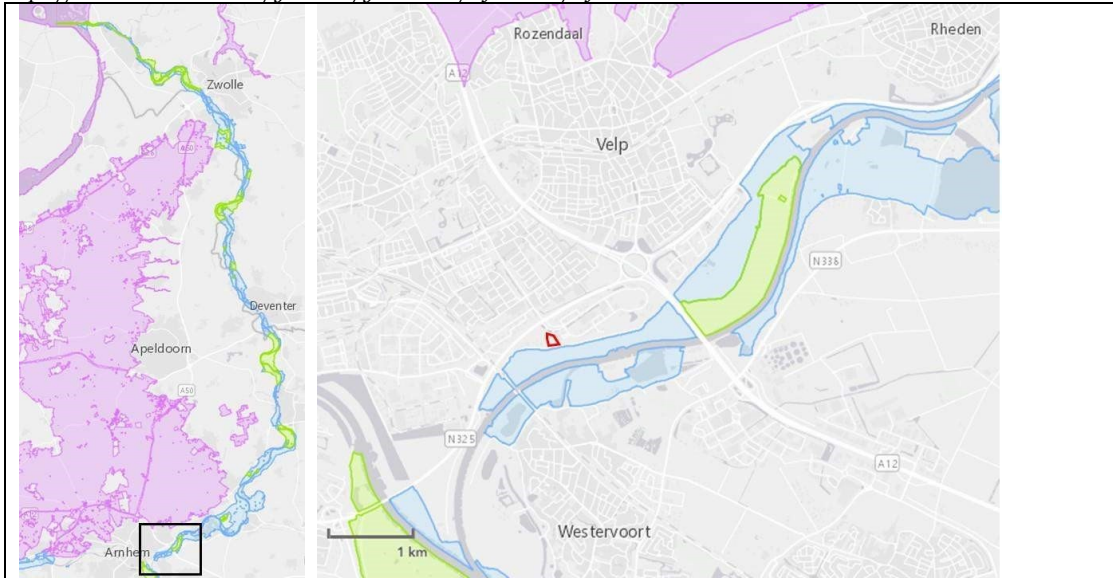 Zwolle
Deventer
Apeldoorn
A50
Arnhem
Rozendaal
Rheden
A12
Velp
N338
N325
A12
Westervoort
1 km